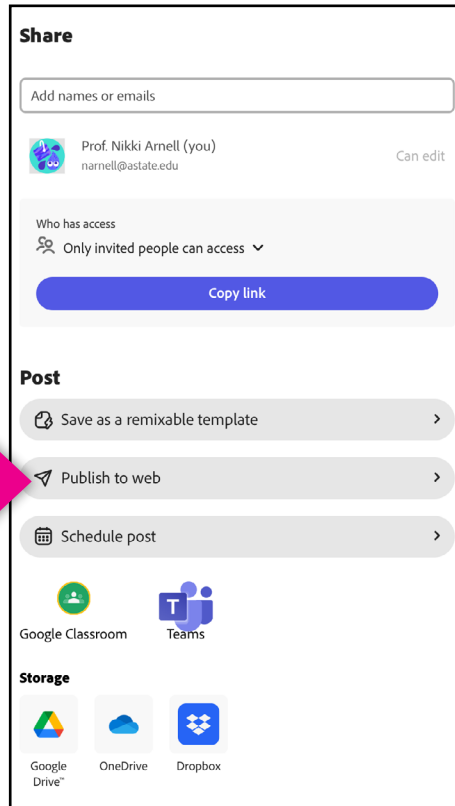 Share
Add names or emails
Prof. Nikki Arnell (you)
narnell@astate.edu
Can edit
Who has access
Only invited people can access
Copy link
Post
Save as a remixable template
Publish to web
Schedule post
T
Google Classroom
Teams
Storage
Google
Drive™
OneDrive
Dropbox